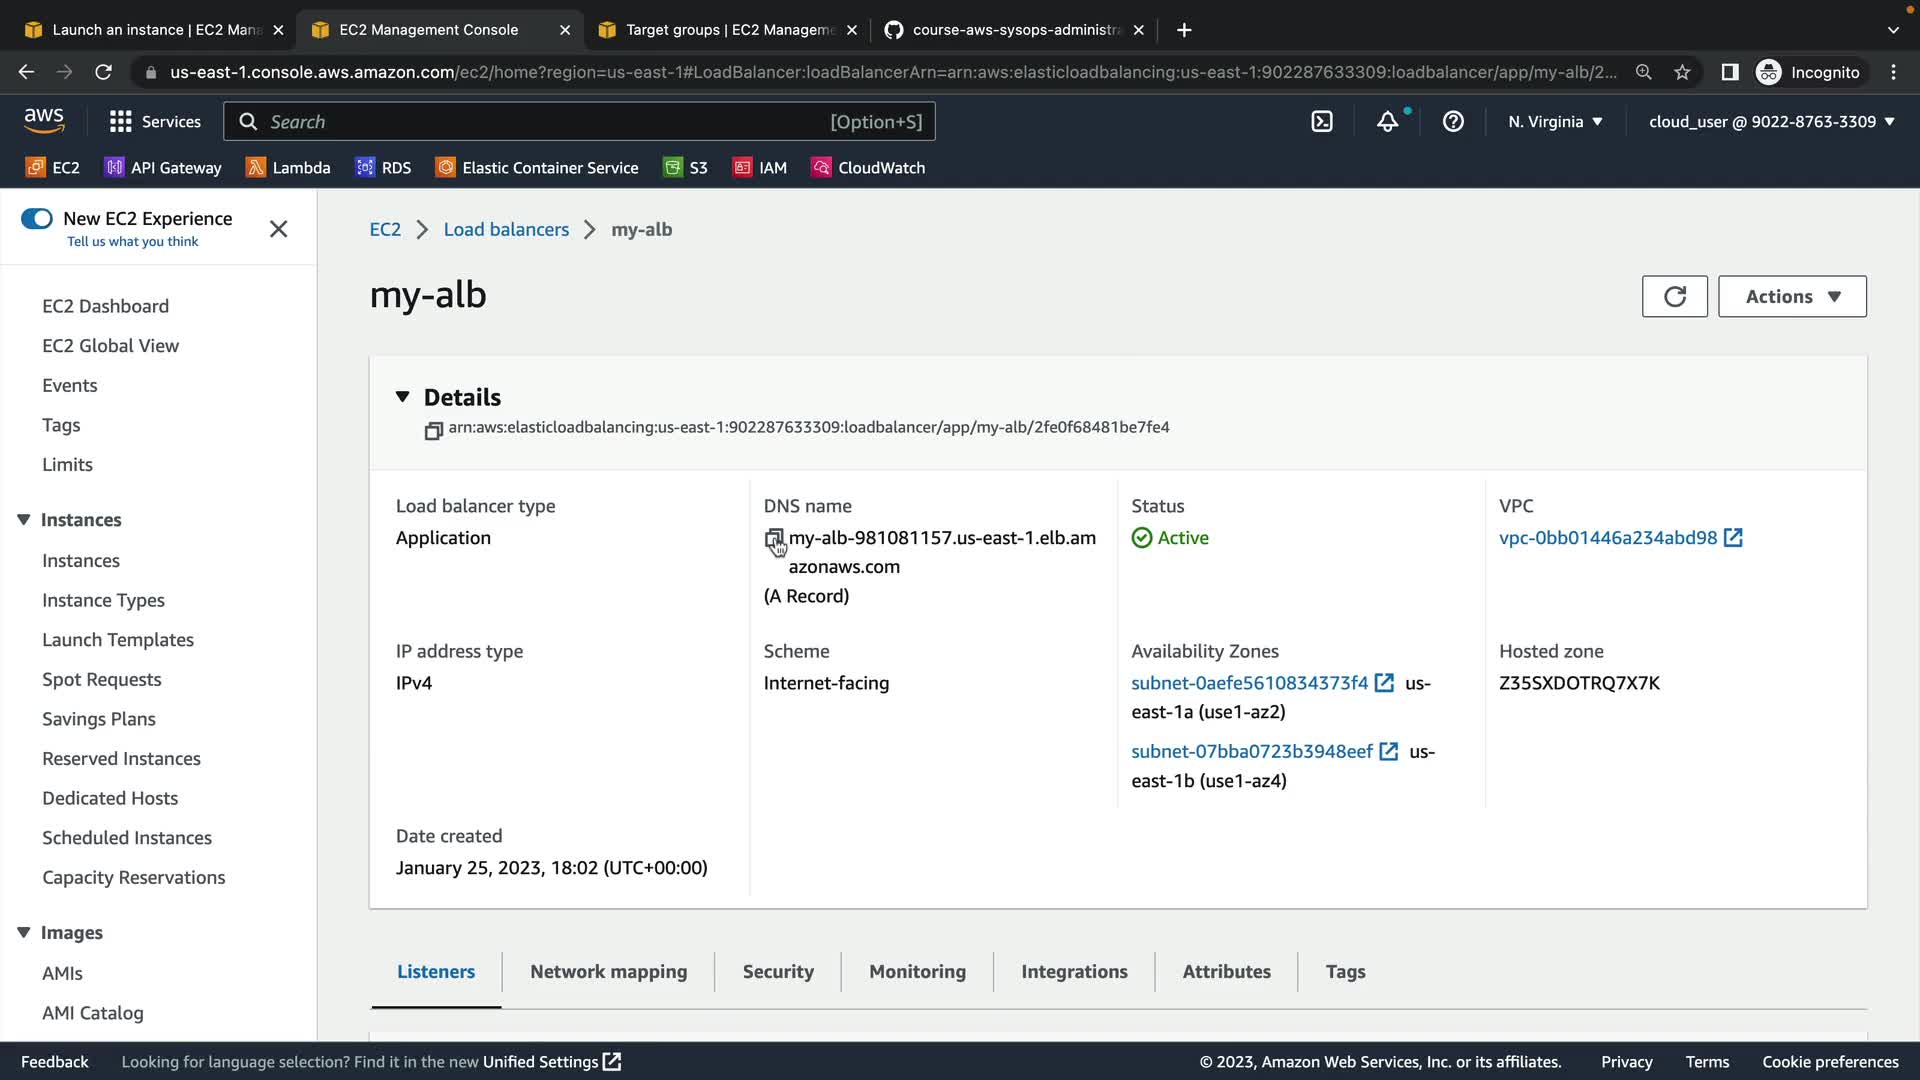 Launch an instance | EC2 Mana
EC2 Management Console
Target groups | EC2 Manageme
course-aws-sysops-administra
us-east-1.console.aws.amazon.com/ec2/home?region=us-east-1#LoadBalancer:loadBalancerArn=arn:aws:elasticloadbalancing:us-east-1:902287633309:loadbalancer/app/my-alb/2...
Incognito
aws
Services
Search
[Option+S]
N. Virginia
cloud_user @ 9022-8763-3309
EC2
API Gateway
Lambda
RDS
Elastic Container Service
S3
IAM
CloudWatch
New EC2 Experience
Tell us what you think
EC2 Dashboard
EC2 Global View
Events
Tags
Limits
Instances
Instances
Instance Types
Launch Templates
Spot Requests
Savings Plans
Reserved Instances
Dedicated Hosts
Scheduled Instances
Capacity Reservations
Images
AMIs
AMI Catalog
EC2 > Load balancers > my-alb
my-alb
Actions
Details
arn:aws:elasticloadbalancing:us-east-1:902287633309:loadbalancer/app/my-alb/2fe0f68481be7fe4
Load balancer type
Application
DNS name
my-alb-981081157.us-east-1.elb.am
azonaws.com
(A Record)
Status
Active
VPC
vpc-0bb01446a234abd98
IP address type
IPv4
Scheme
Internet-facing
Availability Zones
subnet-0aefe5610834373f4 us-
east-1a (use1-az2)
subnet-07bba0723b3948eef us-
east-1b (use1-az4)
Hosted zone
Z35SXDOTRQ7X7K
Date created
January 25, 2023, 18:02 (UTC+00:00)
Listeners
Network mapping
Security
Monitoring
Integrations
Attributes
Tags
Feedback
Looking for language selection? Find it in the new Unified Settings
© 2023, Amazon Web Services, Inc. or its affiliates.
Privacy
Terms
Cookie preferences